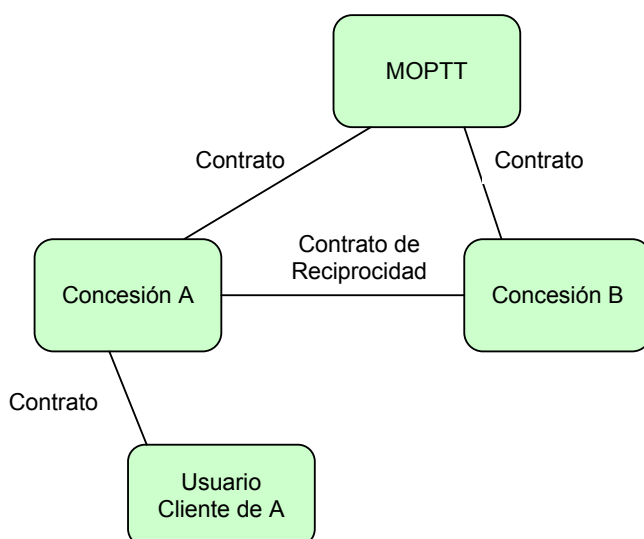 MOPTT
Contrato
Contrato
Contrato de
Reciprocidad
Concesión A
Concesión B
Contrato
Usuario
Cliente de A